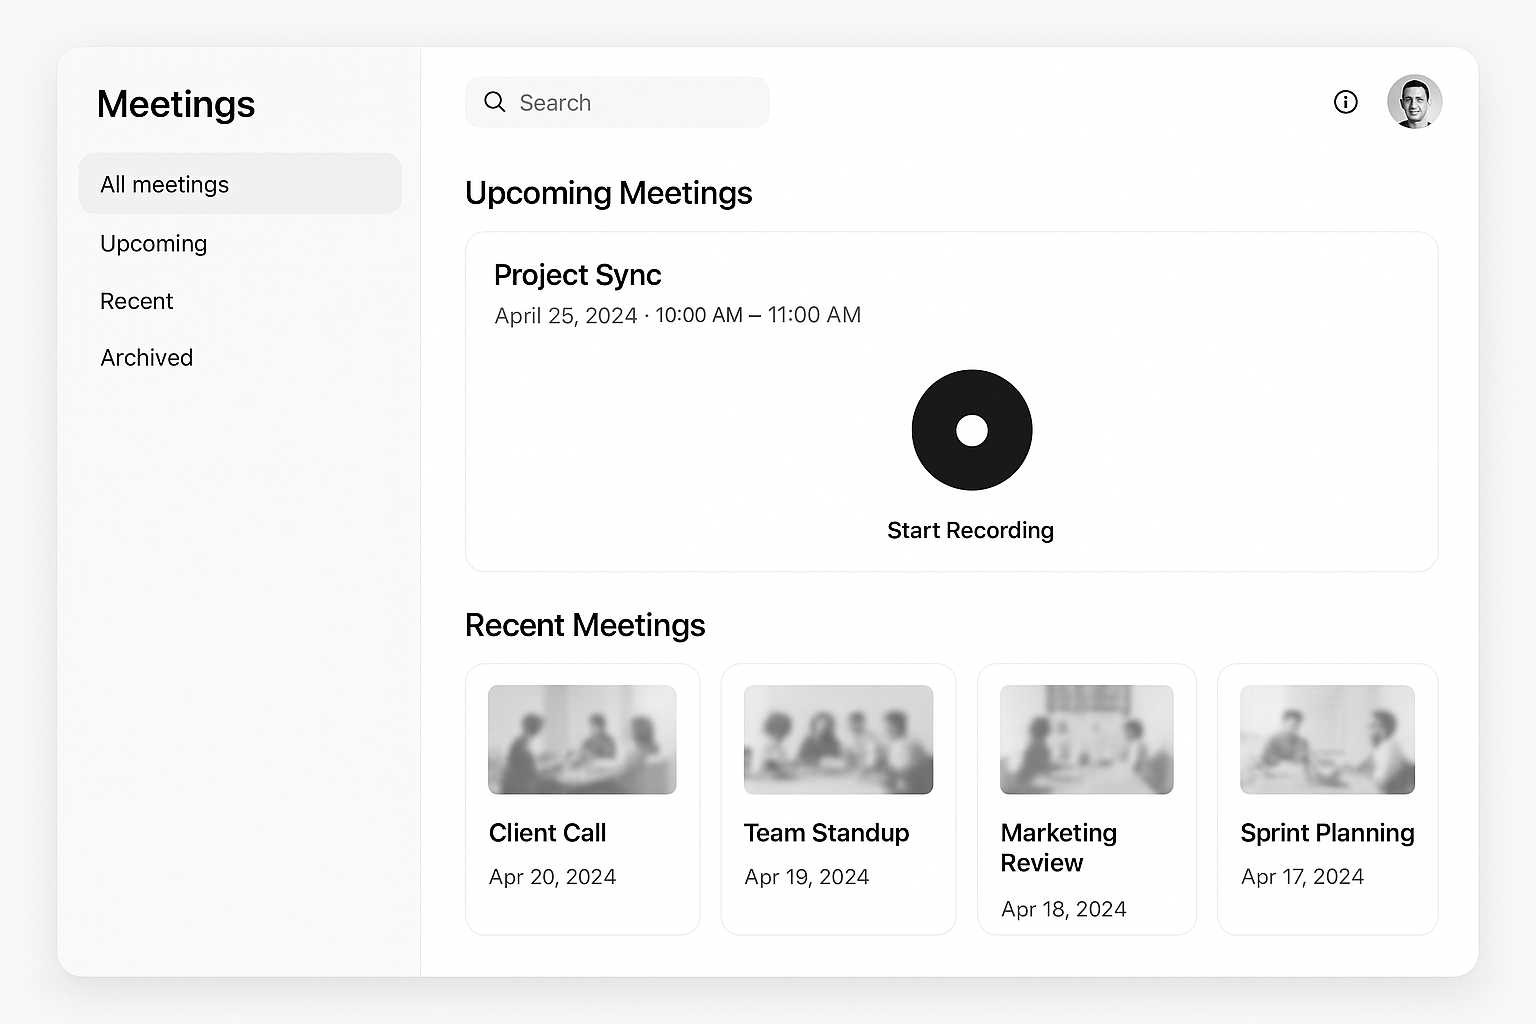 Meetings
All meetings
Upcoming
Recent
Archived
Search
Upcoming Meetings
Project Sync
April 25, 2024 · 10:00 AM – 11:00 AM
Start Recording
Recent Meetings
Client Call
Apr 20, 2024
Team Standup
Apr 19, 2024
Marketing
Review
Apr 18, 2024
Sprint Planning
Apr 17, 2024